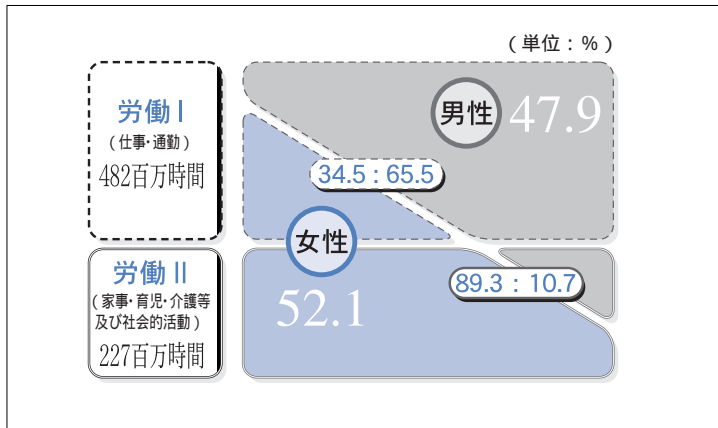 （単位：％）
労働Ⅰ
（仕事・通勤）
482百万時間
男性
47.9
34.5：65.5
女性
52.1
労働Ⅱ
（家事・育児・介護等
及び社会的活動）
227百万時間
89.3：10.7